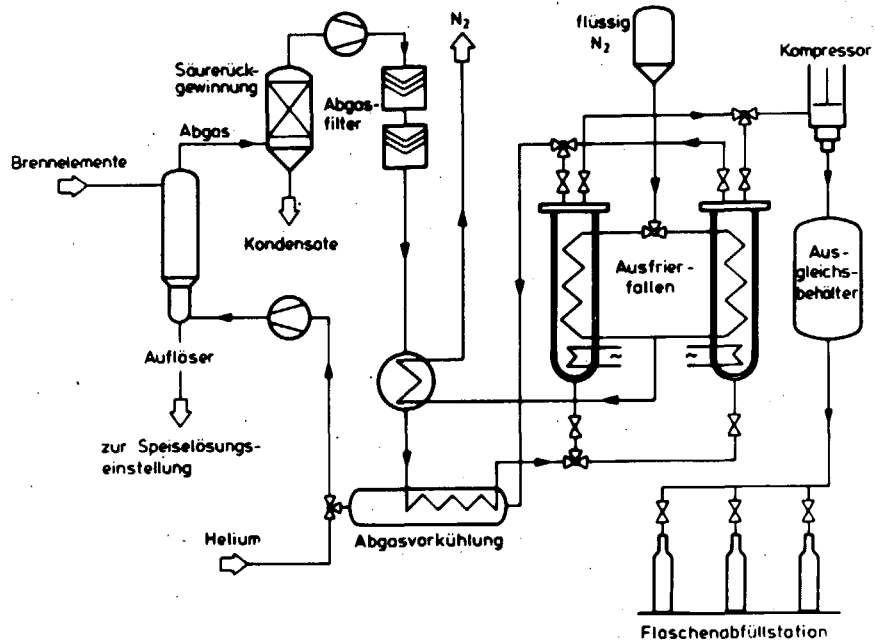 N₂
flüssig
N₂
Kompressor
Säurerück-
gewinnung
Abgas-
filter
Abgas
Brennelemente
Kondensate
Ausfrier-
fallen
Aus-
gleichs-
behälter
~
~
Auflöser
zur Speiselösungs-
einstellung
Helium
Abgasvorkühlung
Flaschenabfüllstation